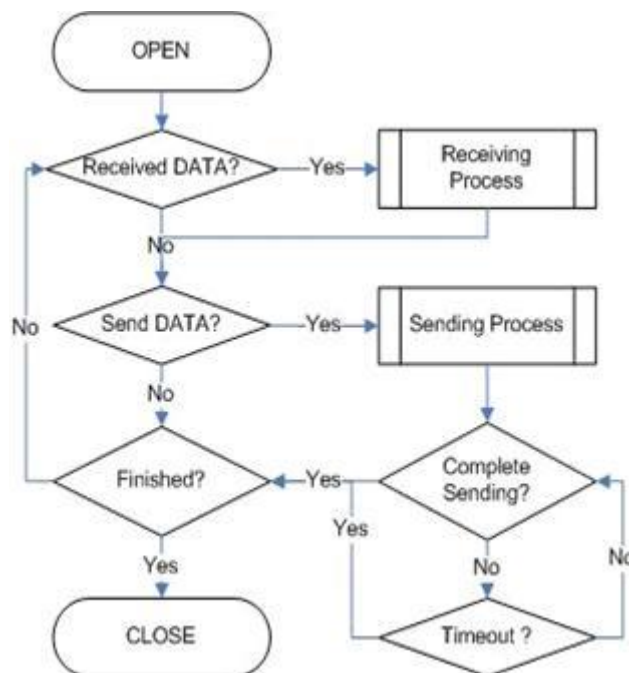 OPEN
Received DATA?
Yes
Receiving
Process
No
Send DATA?
Yes
Sending Process
No
No
Finished?
Yes
Complete
Sending?
Yes
No
No
Yes
CLOSE
Timeout ?